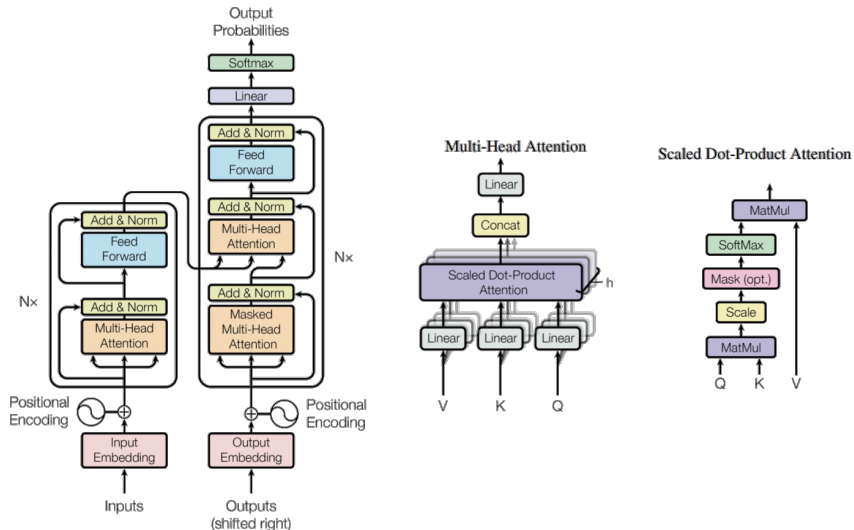 Output
Probabilities
Softmax
Linear
Add & Norm
Feed
Forward
Add & Norm
Multi-Head
Attention
Nx
Add & Norm
Masked
Multi-Head
Attention
Add & Norm
Feed
Forward
Nx
Add & Norm
Multi-Head
Attention
Positional
Encoding
Positional
Encoding
Input
Embedding
Output
Embedding
Inputs
Outputs
(shifted right)
Multi-Head Attention
Linear
Concat
Scaled Dot-Product
Attention
h
Linear
Linear
Linear
V
K
Q
Scaled Dot-Product Attention
MatMul
SoftMax
Mask (opt.)
Scale
MatMul
Q
K
V